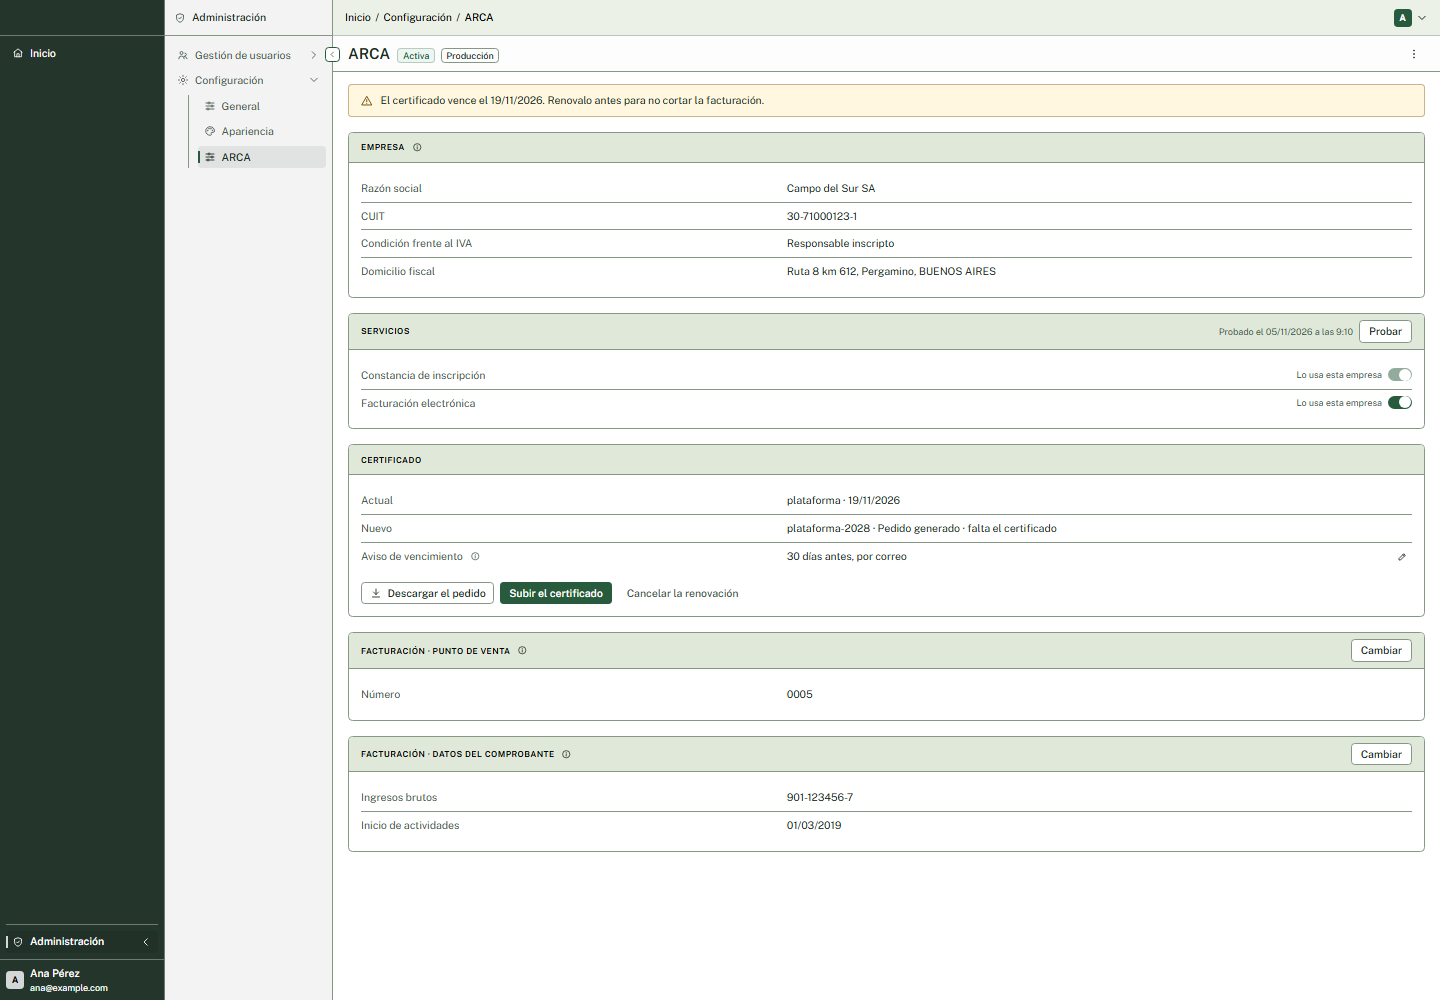 Administración
Inicio / Configuración / ARCA
A
Inicio
Gestión de usuarios
Configuración
General
Apariencia
ARCA
ARCA Activa Producción
El certificado vence el 19/11/2026. Renovalo antes para no cortar la facturación.
EMPRESA
Razón social Campo del Sur SA
CUIT 30-71000123-1
Condición frente al IVA Responsable inscripto
Domicilio fiscal Ruta 8 km 612, Pergamino, BUENOS AIRES
SERVICIOS Probado el 05/11/2026 a las 9:10 Probar
Constancia de inscripción Lo usa esta empresa
Facturación electrónica Lo usa esta empresa
CERTIFICADO
Actual plataforma · 19/11/2026
Nuevo plataforma-2028 · Pedido generado · falta el certificado
Aviso de vencimiento 30 días antes, por correo
Descargar el pedido Subir el certificado Cancelar la renovación
FACTURACIÓN · PUNTO DE VENTA Cambiar
Número 0005
FACTURACIÓN · DATOS DEL COMPROBANTE Cambiar
Ingresos brutos 901-123456-7
Inicio de actividades 01/03/2019
Administración
A
Ana Pérez
ana@example.com